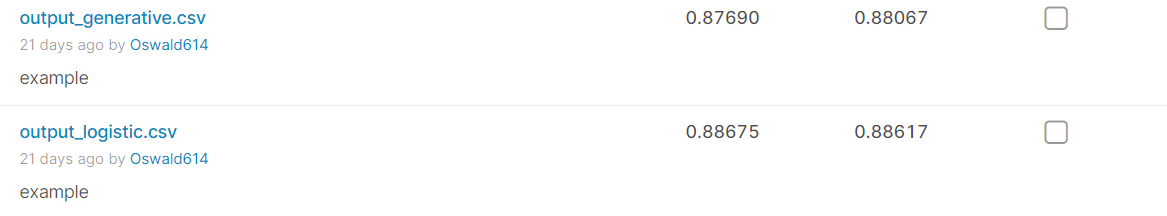 output_generative.csv 0.87690 0.88067
21 days ago by Oswald614
example
output_logistic.csv 0.88675 0.88617
21 days ago by Oswald614
example